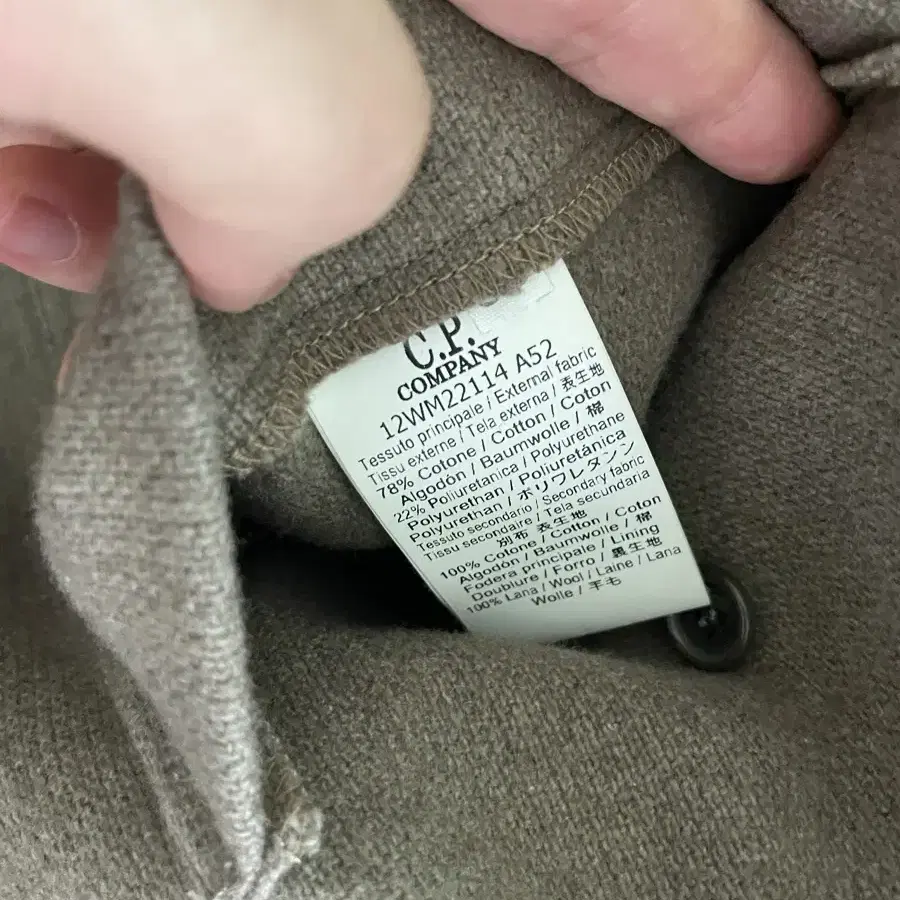 C.P.
COMPANY
12WM22114 A52
Tessuto principale / External fabric
Tissu externe / Tela externa / 表生地
78% Cotone / Cotton / Coton
Algodón / Baumwolle / 棉
22% Poliuretanica / Polyurethane
Polyurethan / Poliuretánica
Polyurethan / ポリウレタンン
Tessuto secondario / Secondary fabric
Tissu secondaire / Tela secundaria
別布 表生地
100% Cotone / Cotton / Coton
Algodón / Baumwolle / 棉
Fodera principale / Lining
Doublure / Forro / 裏生地
100% Lana / Wool / Laine / Lana
Wolle / 羊毛